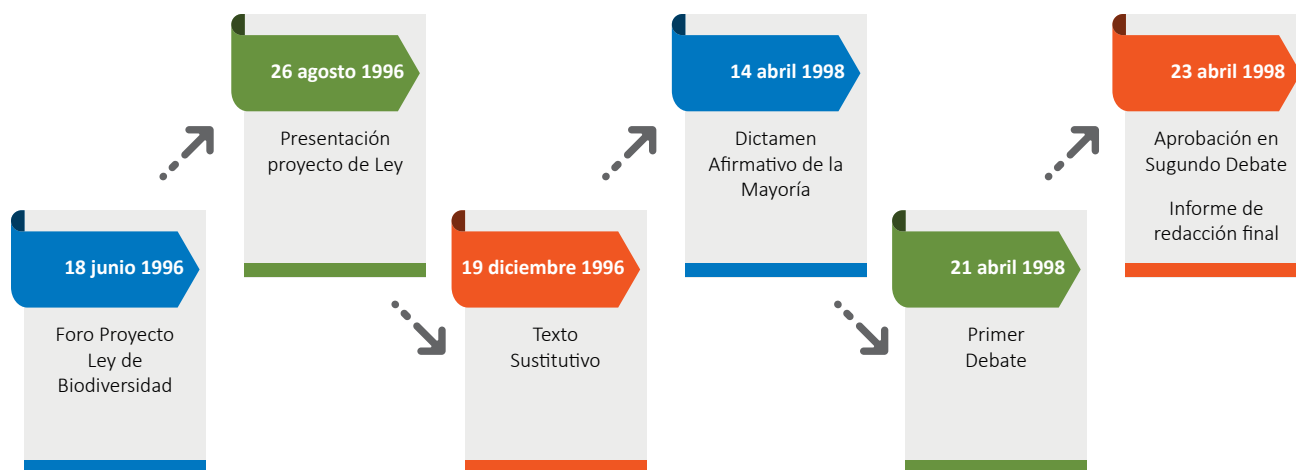 18 junio 1996
Foro Proyecto
Ley de
Biodiversidad
26 agosto 1996
Presentación
proyecto de Ley
19 diciembre 1996
Texto
Sustitutivo
14 abril 1998
Dictamen
Afirmativo de la
Mayoría
21 abril 1998
Primer
Debate
23 abril 1998
Aprobación en
Sugundo Debate
Informe de
redacción final